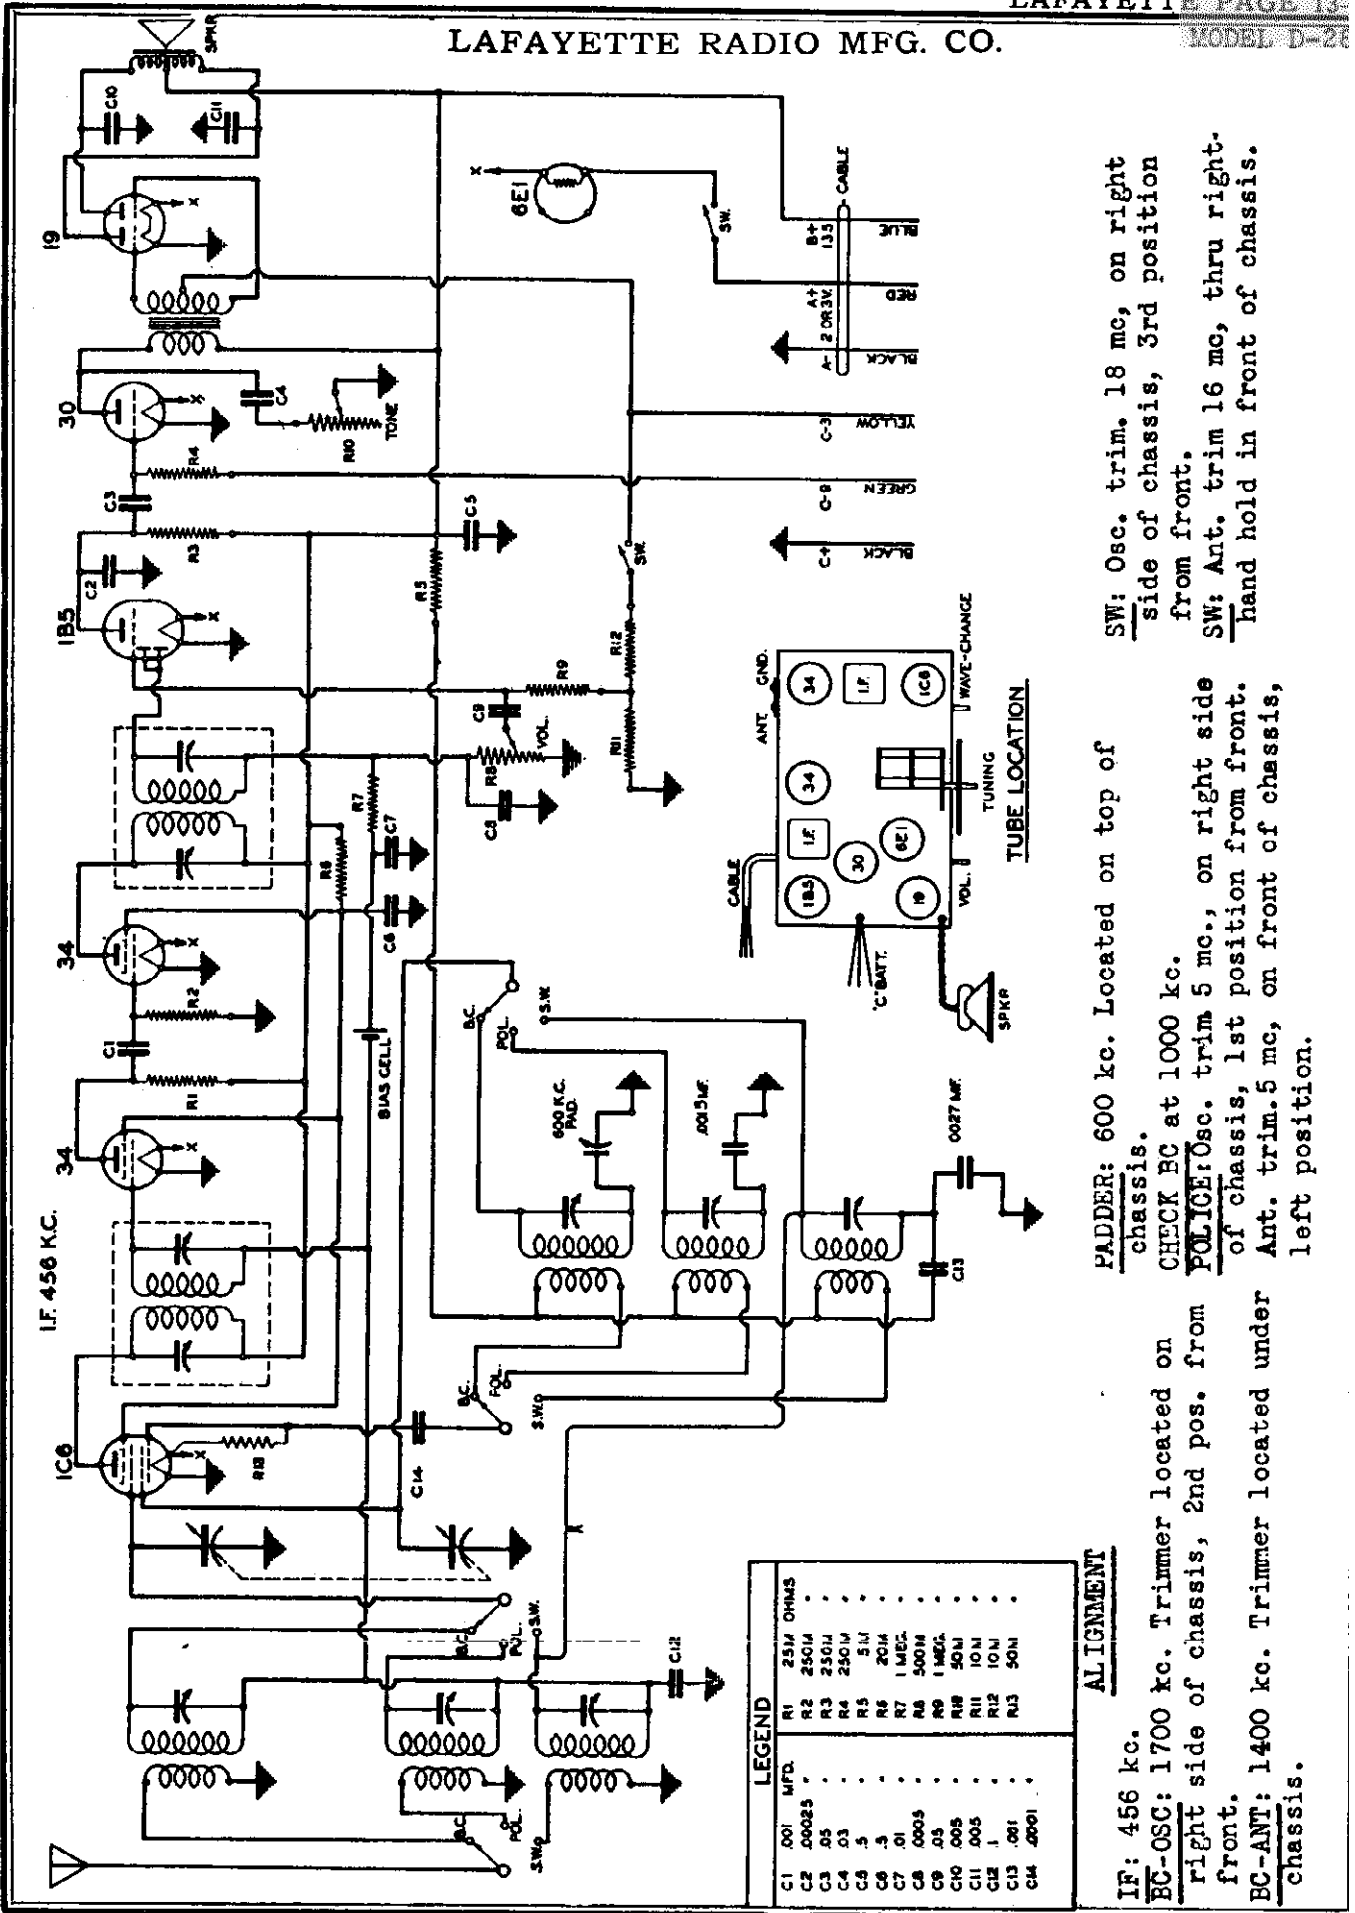 LAFAYETTE PAGE 13-
MODEL D-26
LAFAYETTE RADIO MFG. CO.
I.F. 456 K.C.
1C6
34
34
1B5
30
19
SPKR
C10
C11
C1
R1
R2
C2
C3
R3
R4
C4
R10
TONE
R13
X
X
X
X
X
X
C14
BIAS CELL
C6
C7
R6
R7
C8
R8
VOL.
C9
R9
R5
C5
R11
R12
SW.
6E1
X
SW.
B.C.
POL.
S.W.
B.C.
POL.
S.W.
B.C.
POL.
S.W.
B.C.
POL.
S.W.
C12
C13
600 K.C.
PAD.
.0015 MF.
.0027 MF.
C+
C-9
C-3
A-
2 OR 3V.
A+
B+
135
CABLE
BLACK
GREEN
YELLOW
BLACK
RED
BLUE
CABLE
ANT.
GND.
1B5
I.F.
34
34
30
I.F.
19
6E1
1C6
"C" BATT.
SPKR
VOL.
TUNING
WAVE-CHANGE
TUBE LOCATION
LEGEND
C1 .001 MFD.
C2 .00025 "
C3 .05 "
C4 .03 "
C5 .5 "
C6 .5 "
C7 .01 "
C8 .0005 "
C9 .05 "
C10 .005 "
C11 .005 "
C12 .1 "
C13 .001 "
C14 .0001 "
R1 25M OHMS
R2 250M "
R3 250M "
R4 250M "
R5 5M "
R6 20M "
R7 1 MEG. "
R8 500M "
R9 1 MEG. "
R10 50M "
R11 10M "
R12 10M "
R13 50M "
ALIGNMENT
IF: 456 kc.
BC-OSC: 1700 kc. Trimmer located on
right side of chassis, 2nd pos. from
front.
BC-ANT: 1400 kc. Trimmer located under
chassis.
PADDER: 600 kc. Located on top of
chassis.
CHECK BC at 1000 kc.
POLICE: Osc. trim 5 mc., on right side
of chassis, 1st position from front.
Ant. trim. 5 mc, on front of chassis,
left position.
SW: Osc. trim. 18 mc, on right
side of chassis, 3rd position
from front.
SW: Ant. trim 16 mc, thru right-
hand hold in front of chassis.